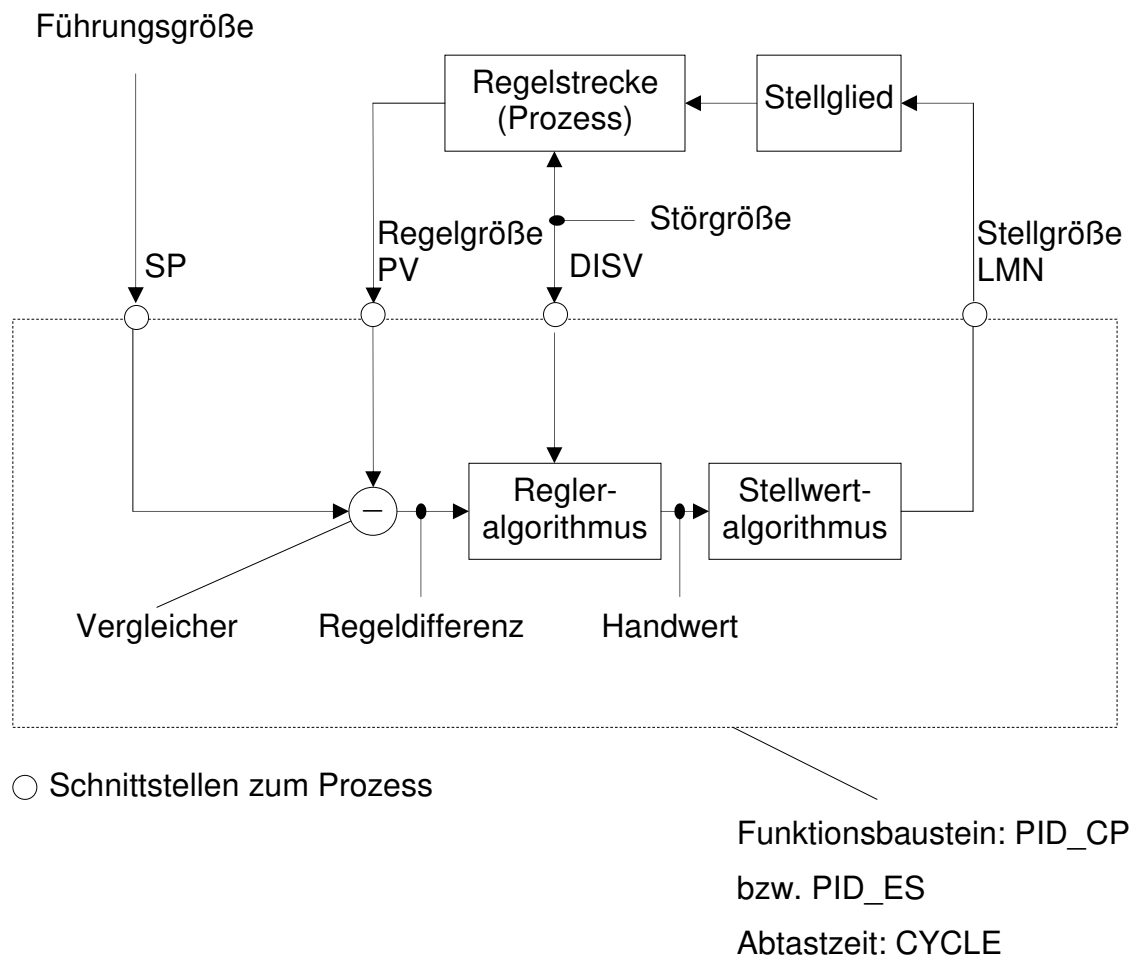 Führungsgröße
Regelstrecke
(Prozess)
Stellglied
Störgröße
Regelgröße
PV
Stellgröße
LMN
SP
DISV
−
Regler-
algorithmus
Stellwert-
algorithmus
Vergleicher
Regeldifferenz
Handwert
Schnittstellen zum Prozess
Funktionsbaustein: PID_CP
bzw. PID_ES
Abtastzeit: CYCLE